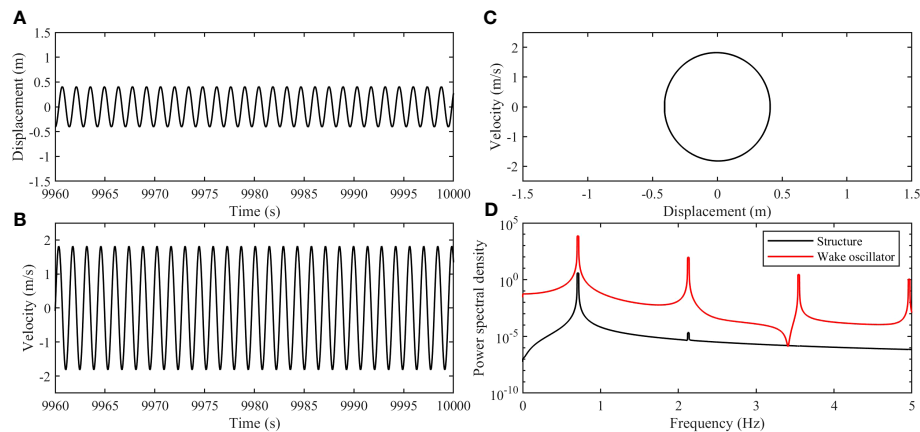 A
Displacement (m)
1.5
1
0.5
0
-0.5
-1
1.5
9960 9965 9970 9975 9980 9985 9990 9995 10000
Time (s)
B
Velocity (m/s)
2
1
0
-1
-2
9960 9965 9970 9975 9980 9985 9990 9995 10000
Time (s)
C
Velocity (m/s)
2
1
0
-1
-2
-1.5 -1 -0.5 0 0.5 1 1.5
Displacement (m)
D
Power spectral density
10^5
10^0
10^-5
10^-10
Structure
Wake oscillator
0 1 2 3 4 5
Frequency (Hz)